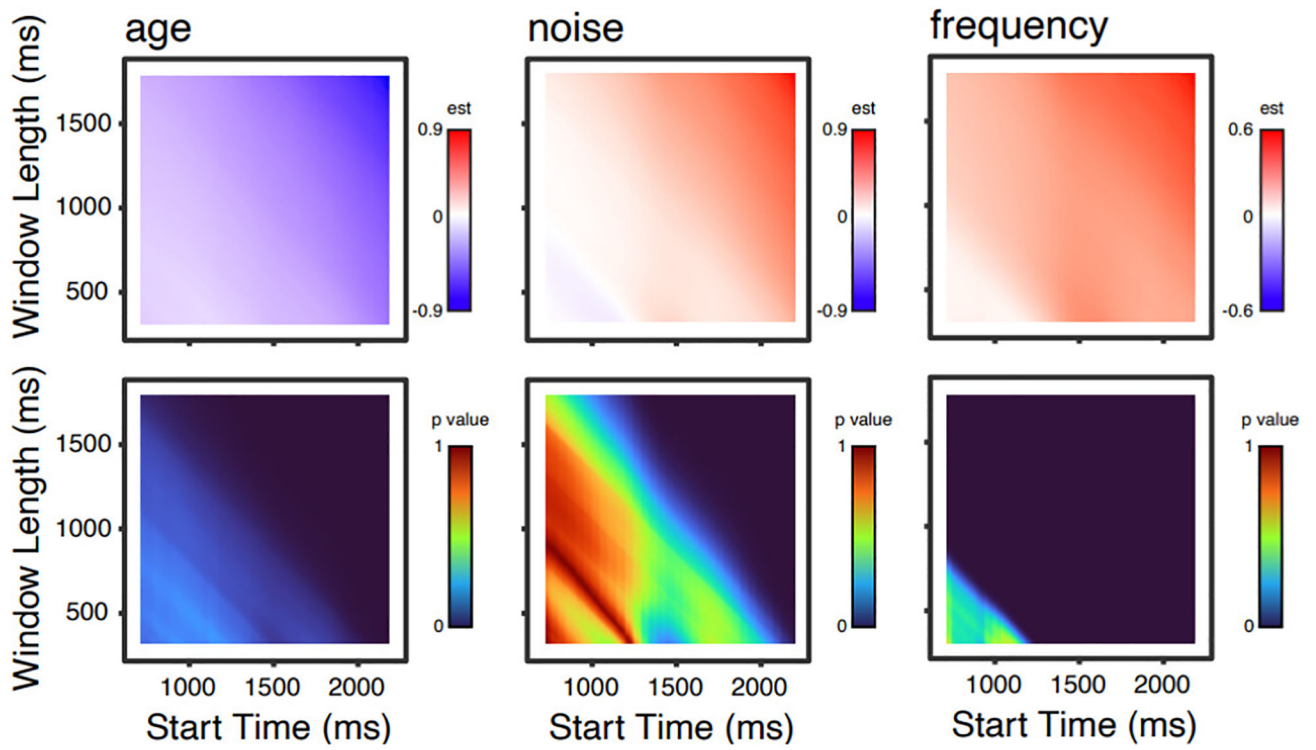 age
noise
frequency
Window Length (ms)
1500
1000
500
est
0.9
0
-0.9
est
0.9
0
-0.9
est
0.6
0
-0.6
Window Length (ms)
1500
1000
500
p value
1
0
p value
1
0
p value
1
0
1000 1500 2000
1000 1500 2000
1000 1500 2000
Start Time (ms)
Start Time (ms)
Start Time (ms)